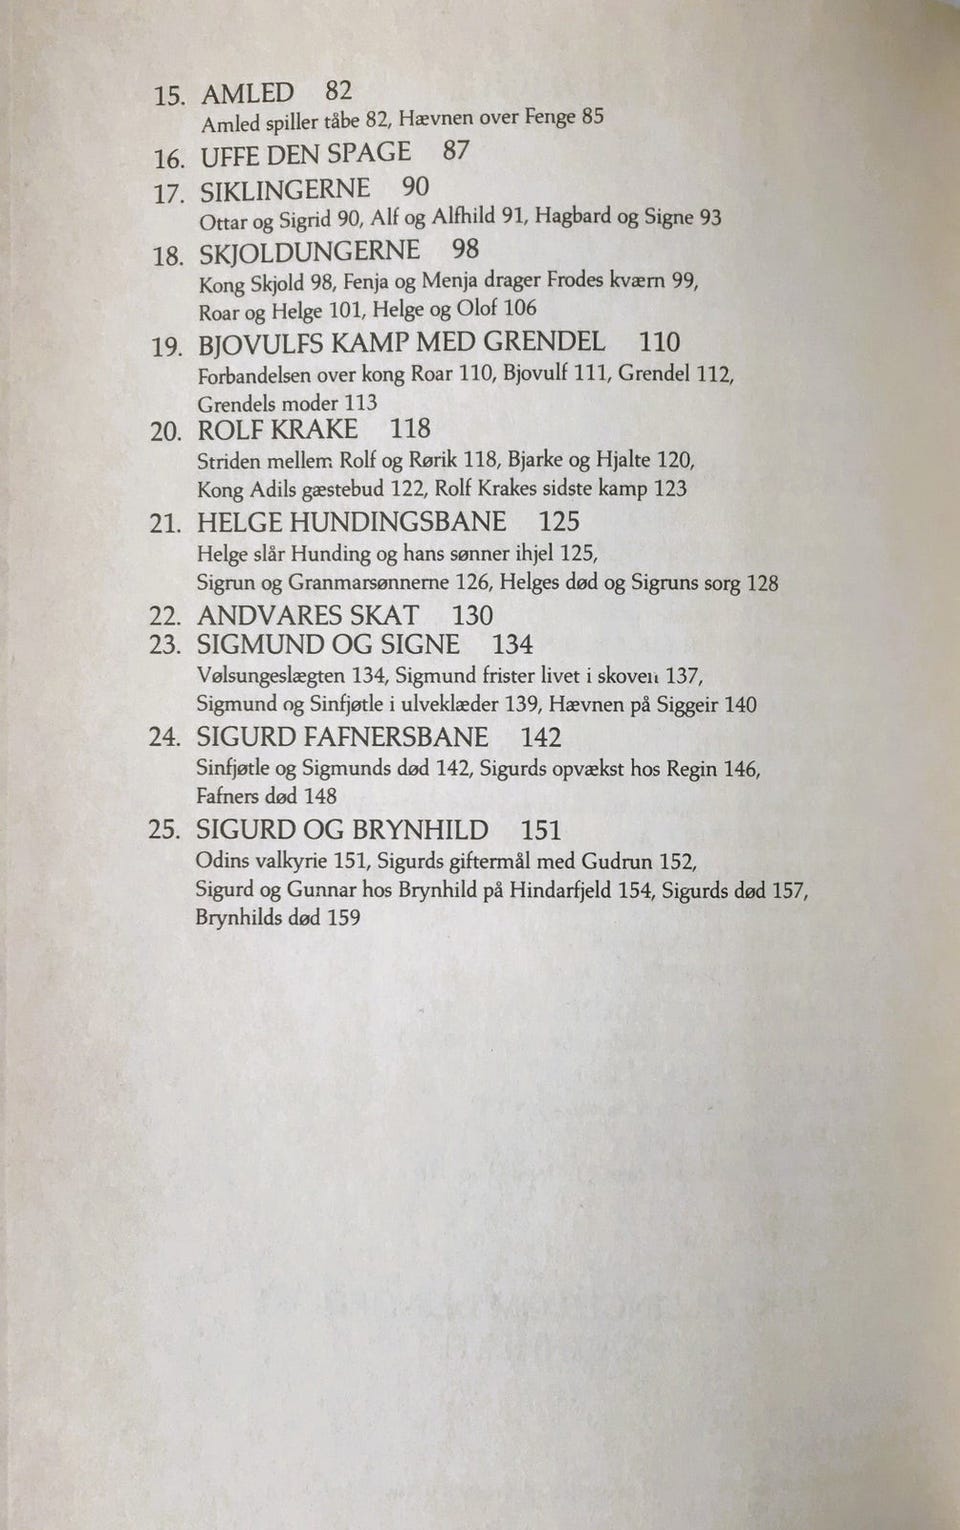 15. AMLED 82
Amled spiller tåbe 82, Hævnen over Fenge 85
16. UFFE DEN SPAGE 87
17. SIKLINGERNE 90
Ottar og Sigrid 90, Alf og Alfhild 91, Hagbard og Signe 93
18. SKJOLDUNGERNE 98
Kong Skjold 98, Fenja og Menja drager Frodes kværn 99,
Roar og Helge 101, Helge og Olof 106
19. BJOVULFS KAMP MED GRENDEL 110
Forbandelsen over kong Roar 110, Bjovulf 111, Grendel 112,
Grendels moder 113
20. ROLF KRAKE 118
Striden mellem Rolf og Rørik 118, Bjarke og Hjalte 120,
Kong Adils gæstebud 122, Rolf Krakes sidste kamp 123
21. HELGE HUNDINGSBANE 125
Helge slår Hunding og hans sønner ihjel 125,
Sigrun og Granmarsønnerne 126, Helges død og Sigruns sorg 128
22. ANDVARES SKAT 130
23. SIGMUND OG SIGNE 134
Vølsungeslægten 134, Sigmund frister livet i skoven 137,
Sigmund og Sinfjøtle i ulveklæder 139, Hævnen på Siggeir 140
24. SIGURD FAFNERSBANE 142
Sinfjøtle og Sigmunds død 142, Sigurds opvækst hos Regin 146,
Fafners død 148
25. SIGURD OG BRYNHILD 151
Odins valkyrie 151, Sigurds giftermål med Gudrun 152,
Sigurd og Gunnar hos Brynhild på Hindarfjeld 154, Sigurds død 157,
Brynhilds død 159